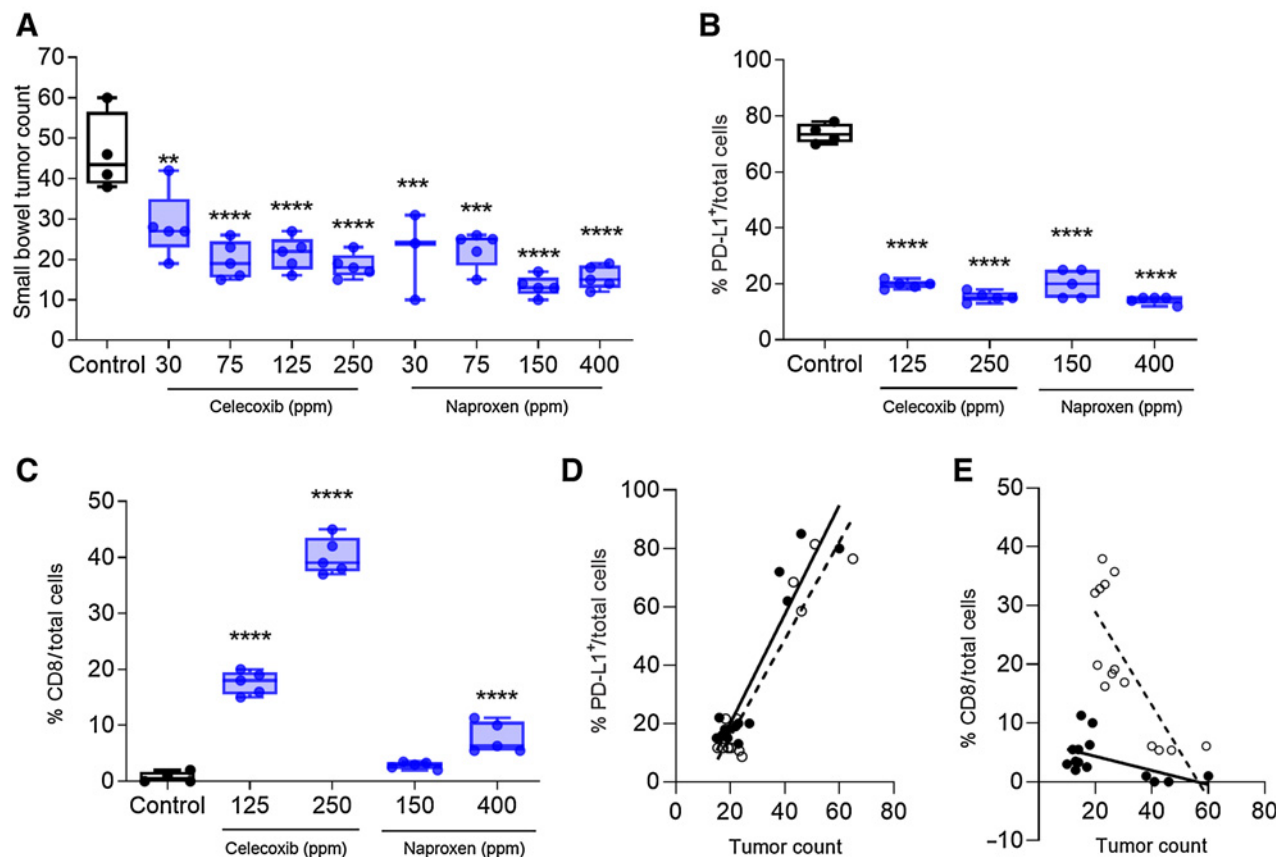 A
Small bowel tumor count
70
60
50
40
30
20
10
0
** **** **** **** *** *** **** ****
Control 30 75 125 250 30 75 150 400
Celecoxib (ppm) Naproxen (ppm)
B
% PD-L1+/total cells
100
80
60
40
20
0
**** **** **** ****
Control 125 250 150 400
Celecoxib (ppm) Naproxen (ppm)
C
% CD8/total cells
50
40
30
20
10
0
**** **** ****
Control 125 250 150 400
Celecoxib (ppm) Naproxen (ppm)
D
% PD-L1+/total cells
100
80
60
40
20
0
0 20 40 60 80
Tumor count
E
% CD8/total cells
50
40
30
20
10
0
−10
20 40 60 80
Tumor count